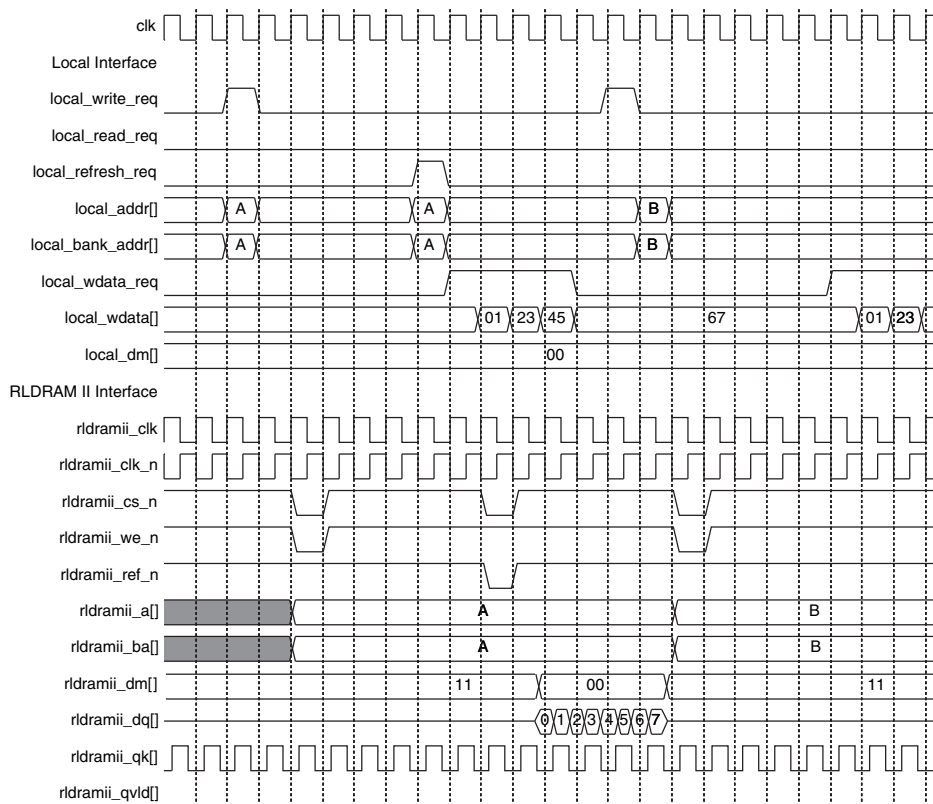 clk
Local Interface
local_write_req
local_read_req
local_refresh_req
local_addr[] A A B
local_bank_addr[] A A B
local_wdata_req
local_wdata[] 01 23 45 67 01 23
local_dm[] 00
RLDRAM II Interface
rldramii_clk
rldramii_clk_n
rldramii_cs_n
rldramii_we_n
rldramii_ref_n
rldramii_a[] A B
rldramii_ba[] A B
rldramii_dm[] 11 00 11
rldramii_dq[] 0 1 2 3 4 5 6 7
rldramii_qk[]
rldramii_qvld[]